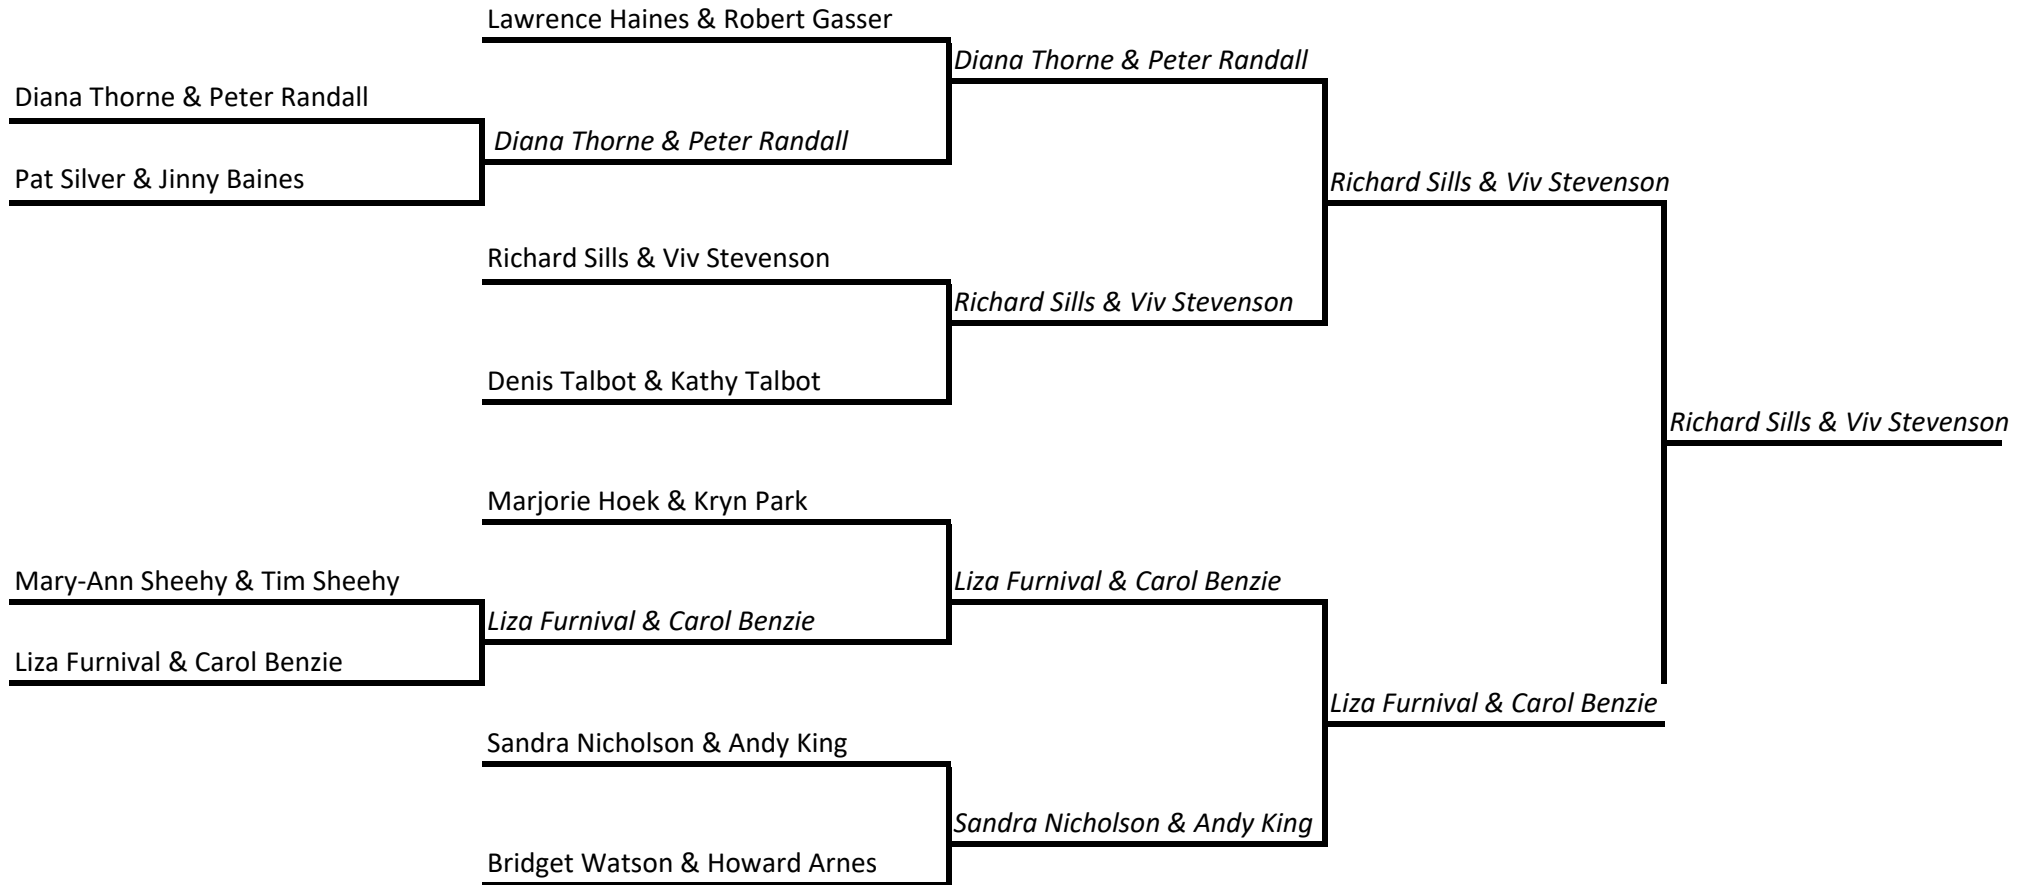 Lawrence Haines & Robert Gasser
Diana Thorne & Peter Randall
Diana Thorne & Peter Randall
Diana Thorne & Peter Randall
Pat Silver & Jinny Baines
Richard Sills & Viv Stevenson
Richard Sills & Viv Stevenson
Richard Sills & Viv Stevenson
Denis Talbot & Kathy Talbot
Richard Sills & Viv Stevenson
Marjorie Hoek & Kryn Park
Mary-Ann Sheehy & Tim Sheehy
Liza Furnival & Carol Benzie
Liza Furnival & Carol Benzie
Liza Furnival & Carol Benzie
Liza Furnival & Carol Benzie
Sandra Nicholson & Andy King
Sandra Nicholson & Andy King
Bridget Watson & Howard Arnes